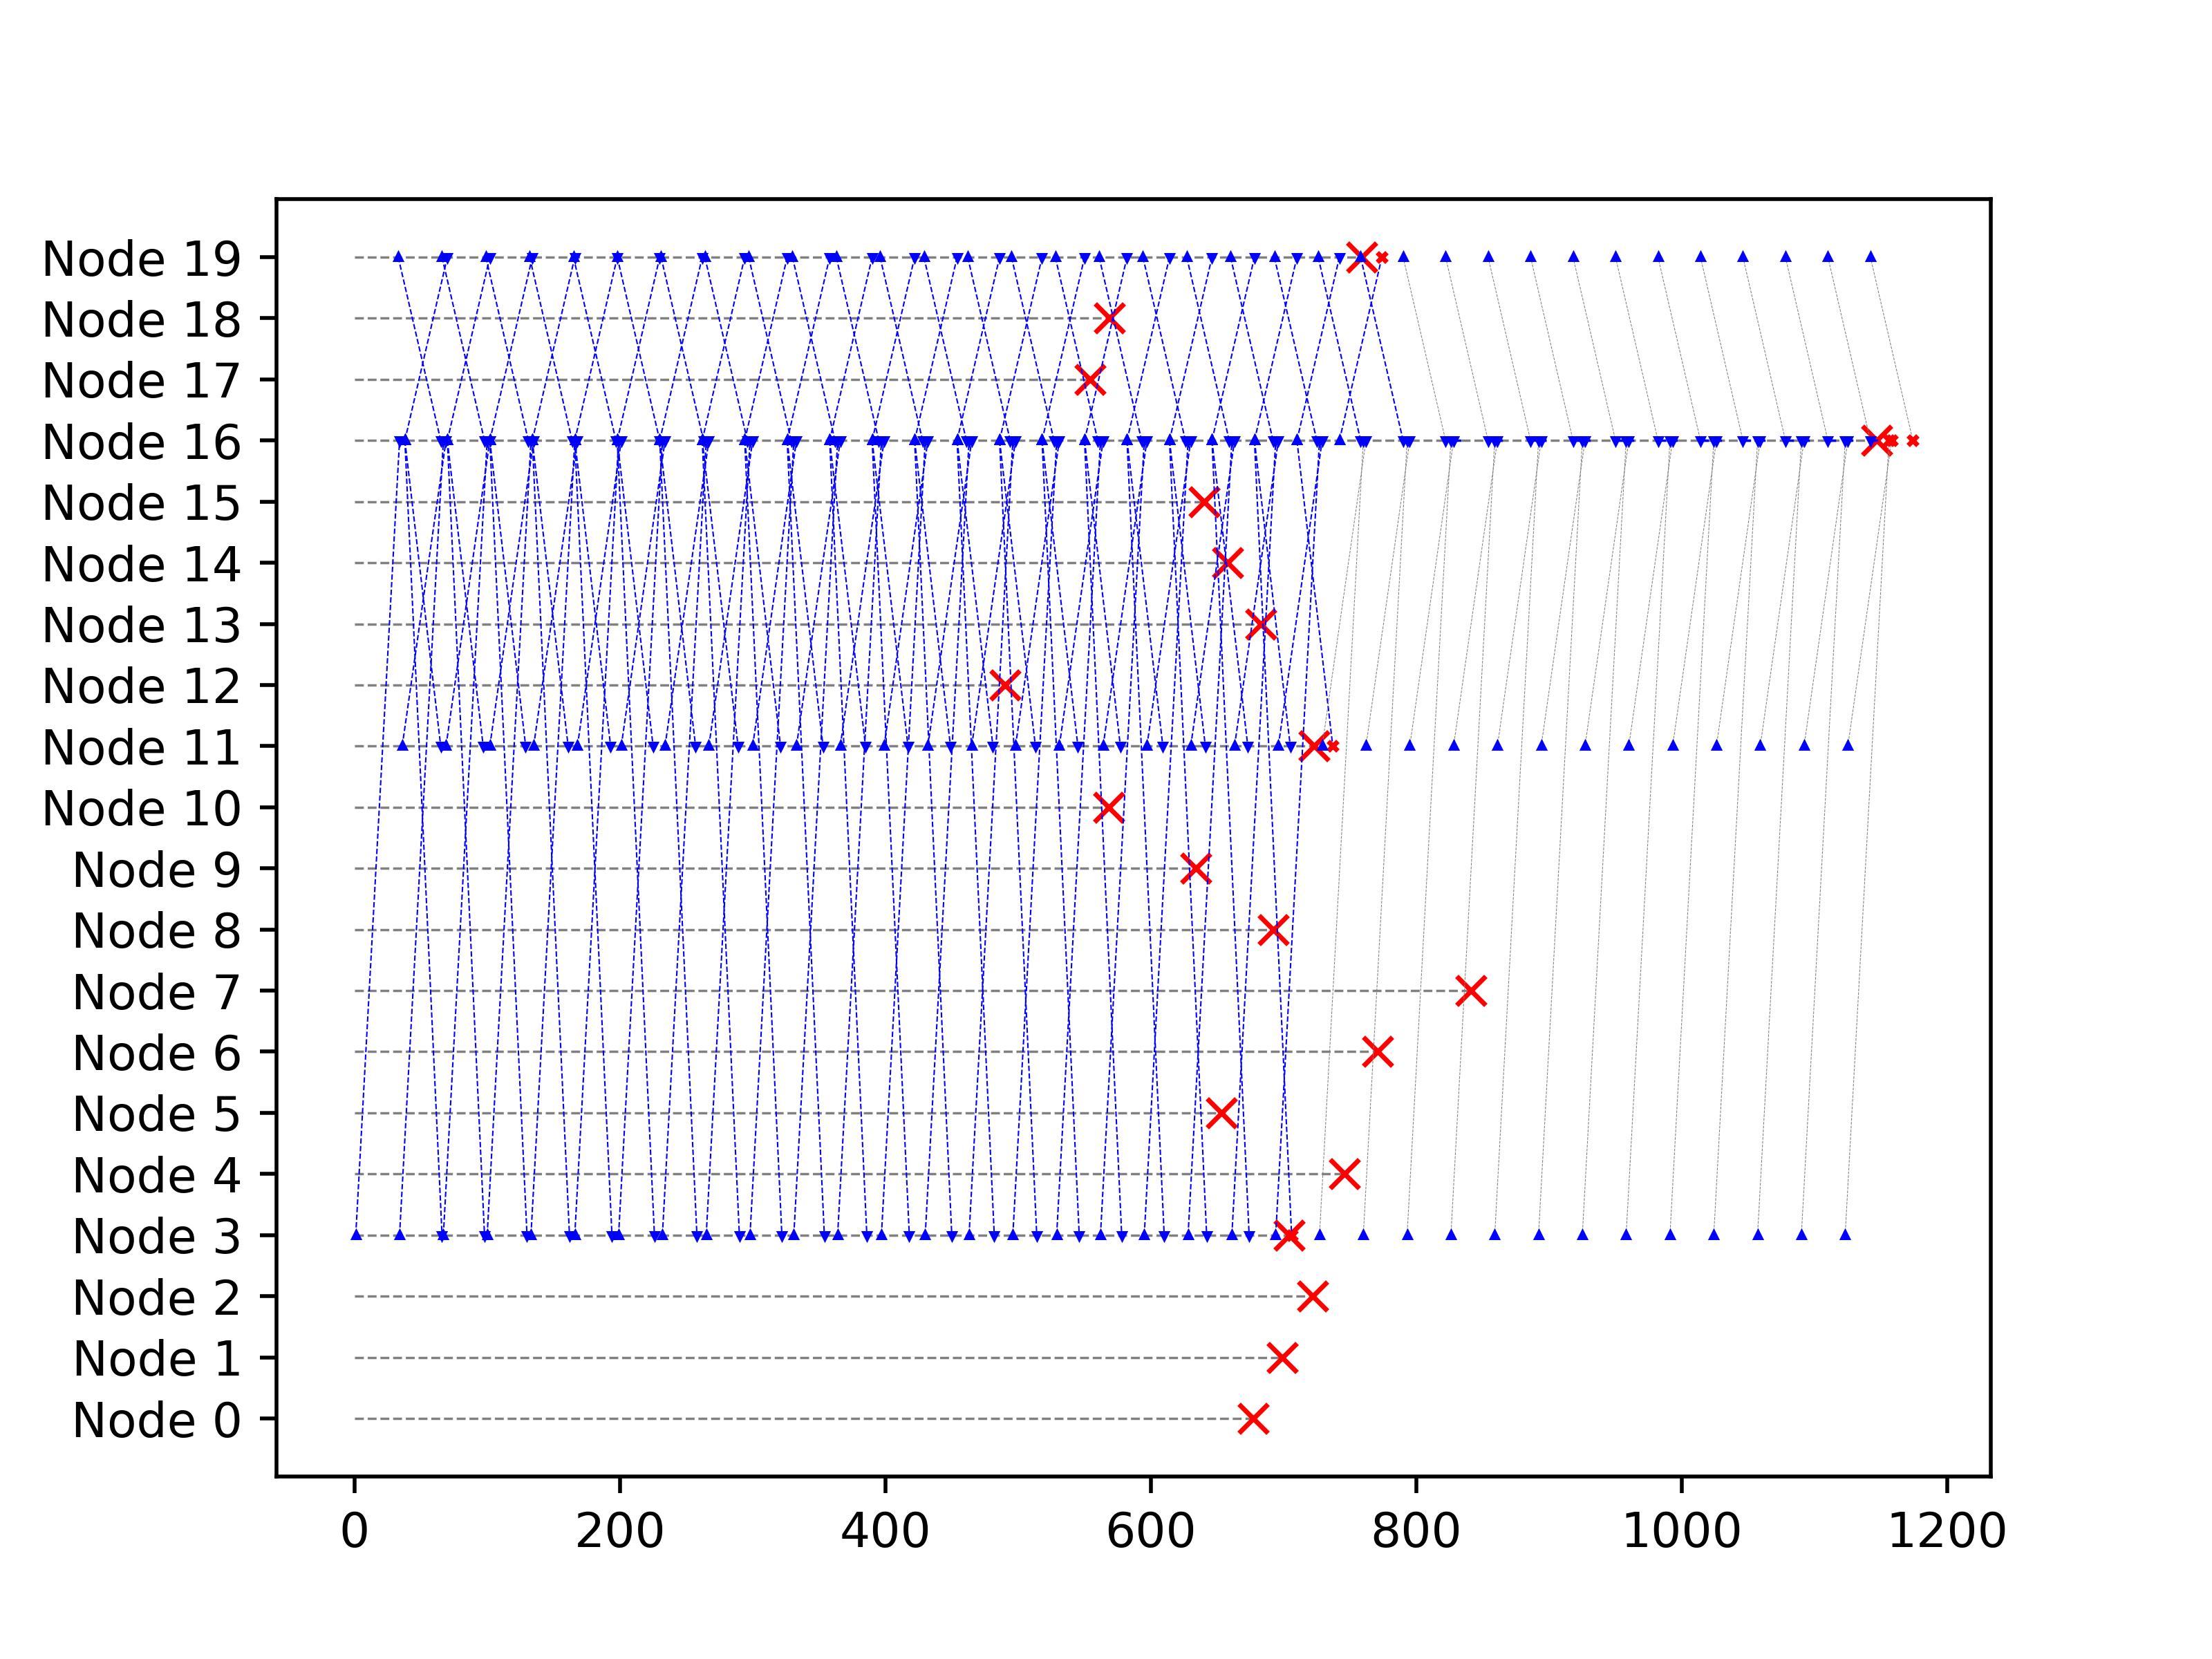 Node 19
Node 18
Node 17
Node 16
Node 15
Node 14
Node 13
Node 12
Node 11
Node 10
Node 9
Node 8
Node 7
Node 6
Node 5
Node 4
Node 3
Node 2
Node 1
Node 0
0 200 400 600 800 1000 1200